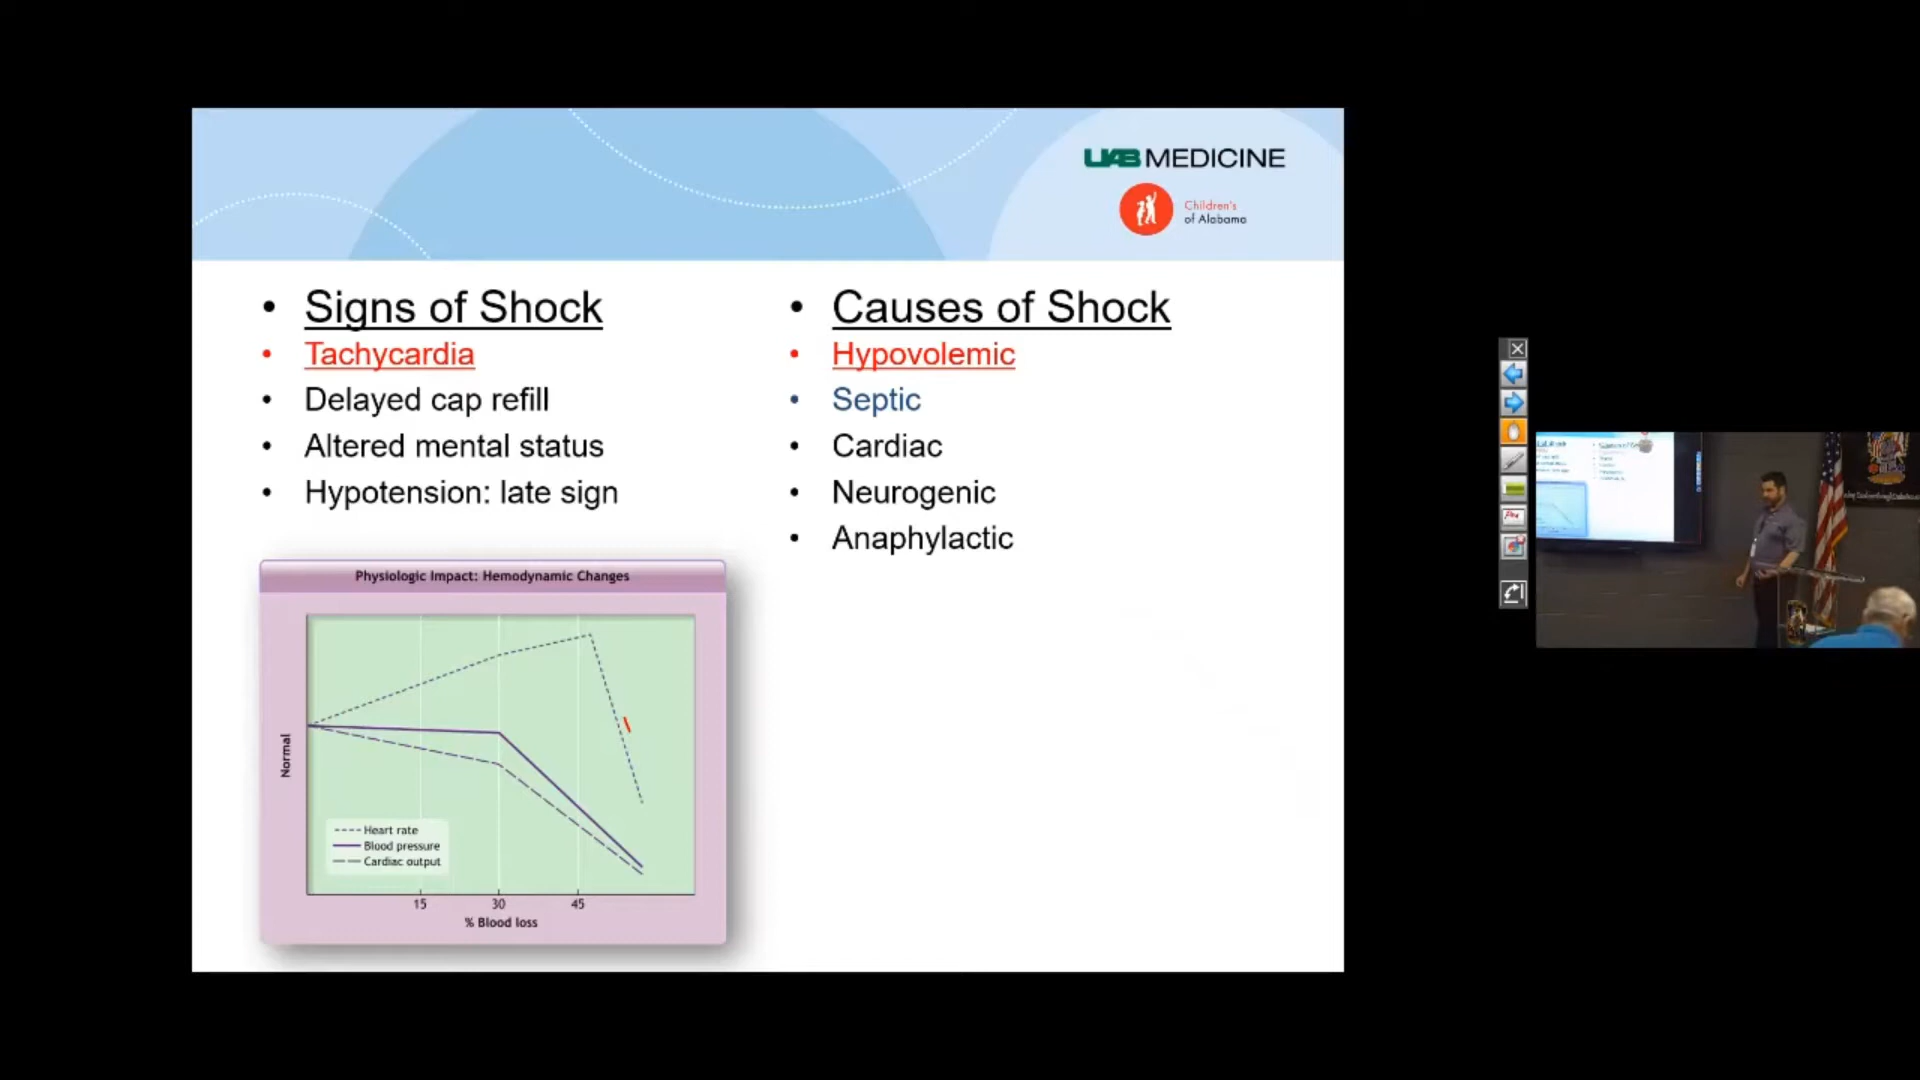 UAB MEDICINE
Children's
of Alabama
• Signs of Shock
• Tachycardia
• Delayed cap refill
• Altered mental status
• Hypotension: late sign
• Causes of Shock
• Hypovolemic
• Septic
• Cardiac
• Neurogenic
• Anaphylactic
Physiologic Impact: Hemodynamic Changes
Normal
Heart rate
Blood pressure
Cardiac output
15 30 45
% Blood loss